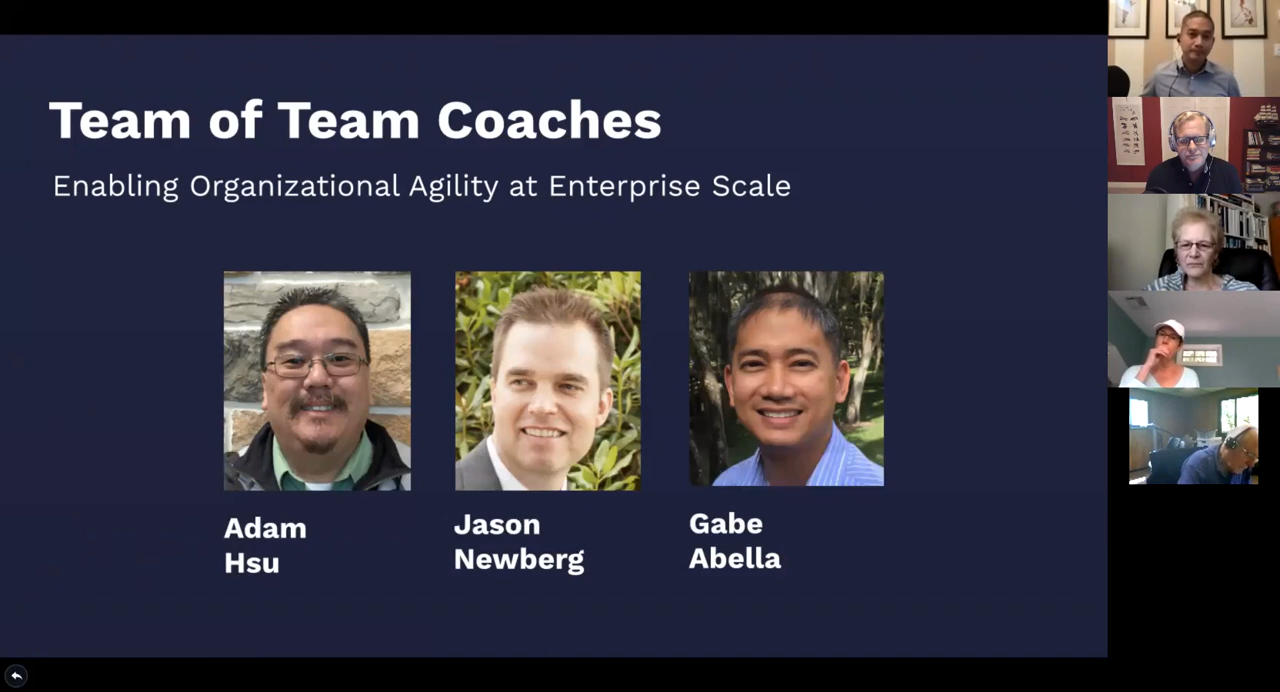 Team of Team Coaches
Enabling Organizational Agility at Enterprise Scale
Adam
Hsu
Jason
Newberg
Gabe
Abella